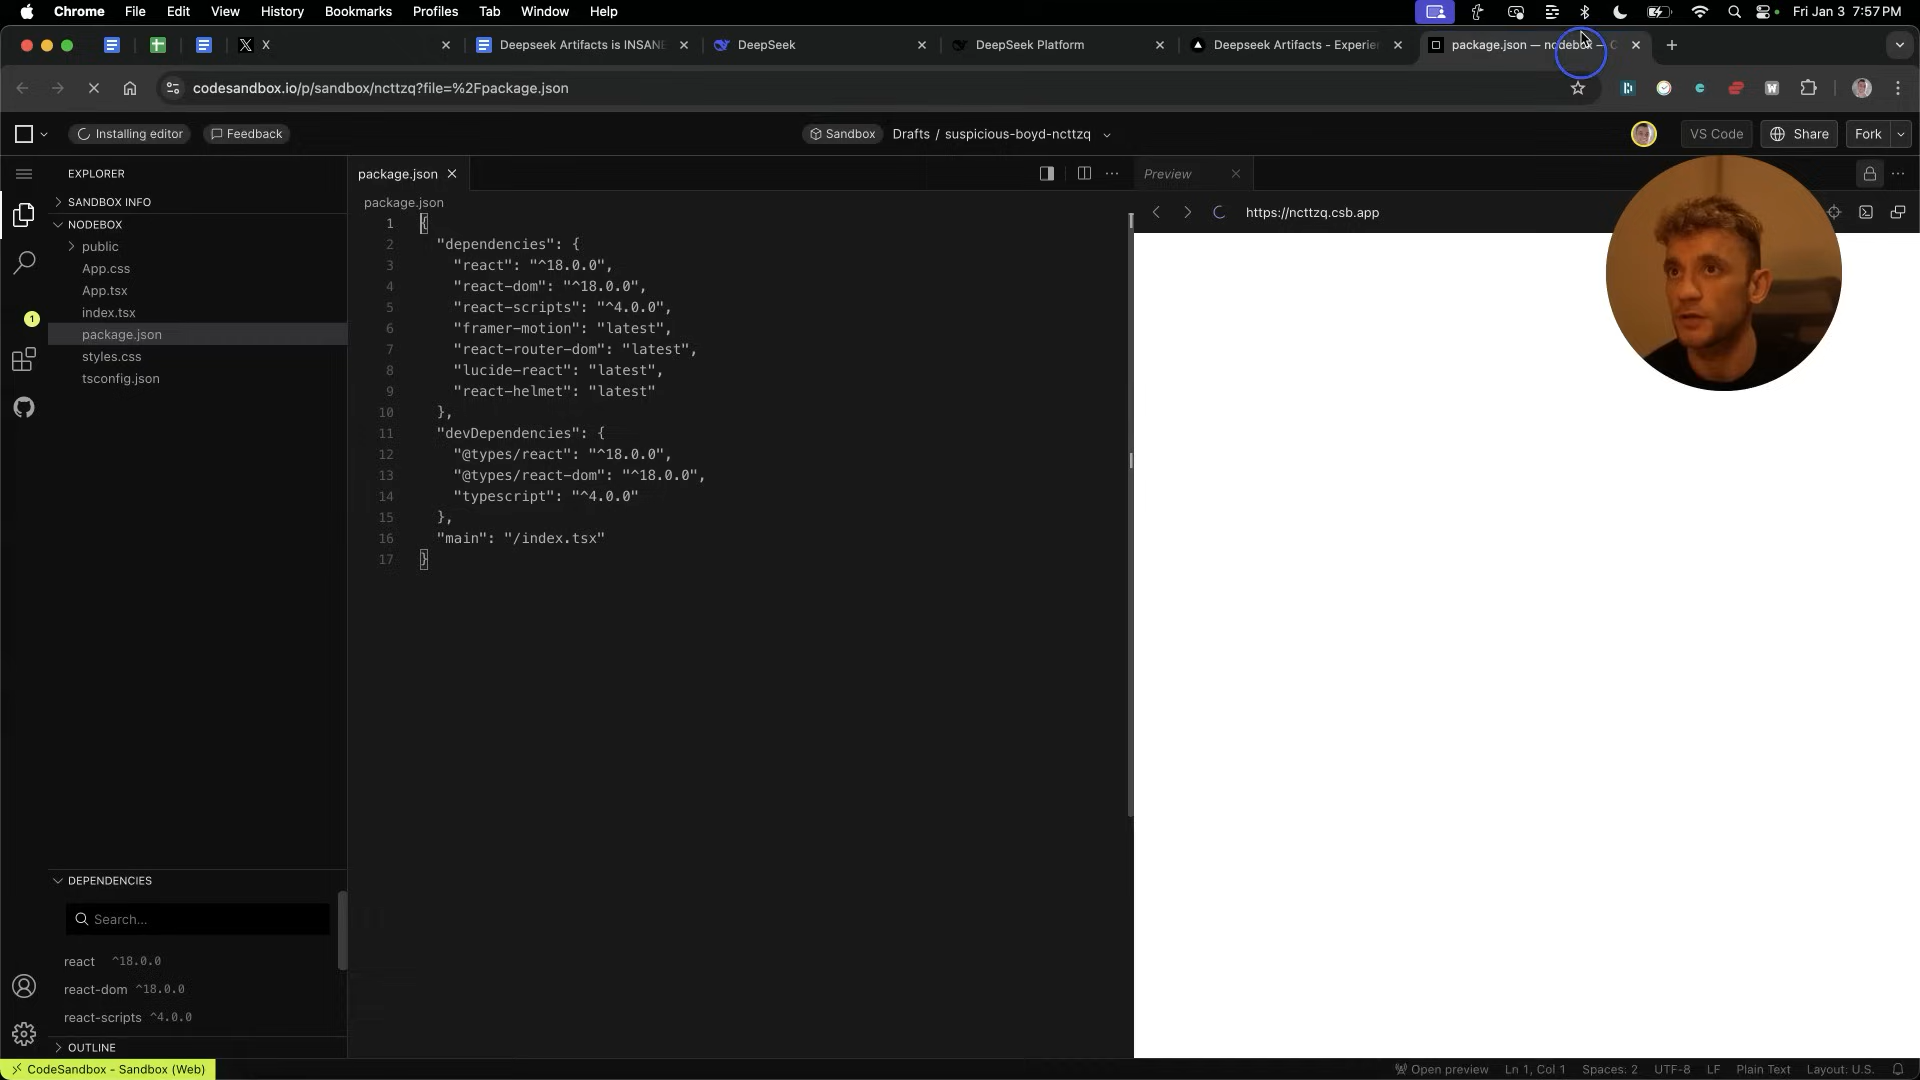 Chrome File Edit View History Bookmarks Profiles Tab Window Help Fri Jan 3 7:57 PM
X Deepseek Artifacts is INSANE DeepSeek DeepSeek Platform Deepseek Artifacts - Experie package.json — nodebox —
codesandbox.io/p/sandbox/ncttzq?file=%2Fpackage.json
Installing editor Feedback Sandbox Drafts / suspicious-boyd-ncttzq VS Code Share Fork
EXPLORER
SANDBOX INFO
NODEBOX
public
App.css
App.tsx
index.tsx
1
package.json
styles.css
tsconfig.json
DEPENDENCIES
Search...
react ^18.0.0
react-dom ^18.0.0
react-scripts ^4.0.0
OUTLINE
package.json
package.json
1 {
2 "dependencies": {
3 "react": "^18.0.0",
4 "react-dom": "^18.0.0",
5 "react-scripts": "^4.0.0",
6 "framer-motion": "latest",
7 "react-router-dom": "latest",
8 "lucide-react": "latest",
9 "react-helmet": "latest"
10 },
11 "devDependencies": {
12 "@types/react": "^18.0.0",
13 "@types/react-dom": "^18.0.0",
14 "typescript": "^4.0.0"
15 },
16 "main": "/index.tsx"
17 }
Preview
https://ncttzq.csb.app
CodeSandbox - Sandbox (Web) Open preview Ln 1, Col 1 Spaces: 2 UTF-8 LF Plain Text Layout: U.S.